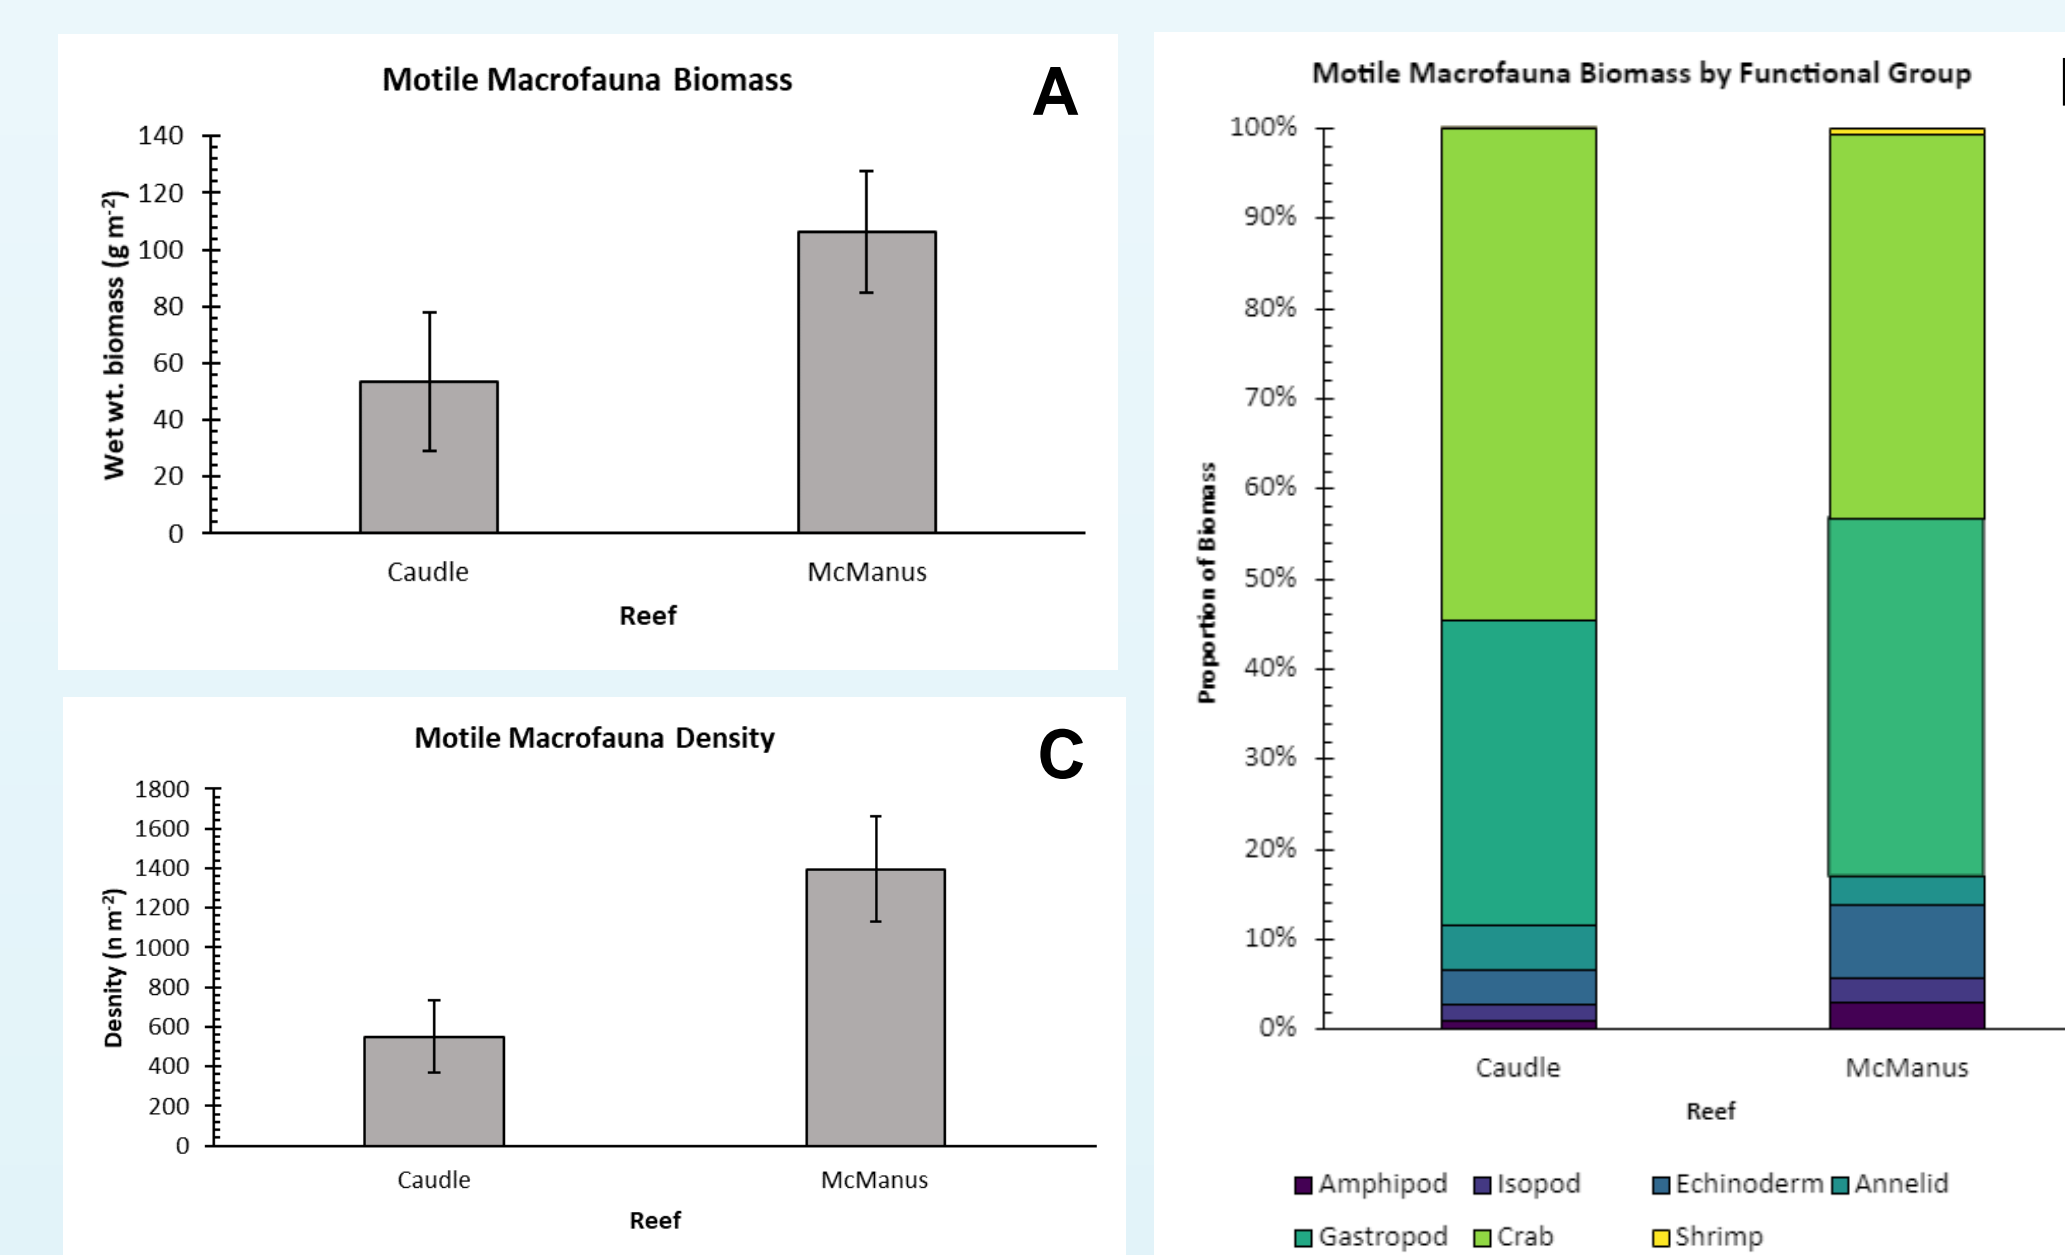 Motile Macrofauna Biomass
A
140
120
100
80
60
40
20
0
Wet wt. biomass (g m-2)
Caudle McManus
Reef
Motile Macrofauna Density
C
1800
1600
1400
1200
1000
800
600
400
200
0
Desnity (n m-2)
Caudle McManus
Reef
Motile Macrofauna Biomass by Functional Group
100%
90%
80%
70%
60%
50%
40%
30%
20%
10%
0%
Proportion of Biomass
Caudle McManus
Reef
Amphipod Isopod Echinoderm Annelid
Gastropod Crab Shrimp